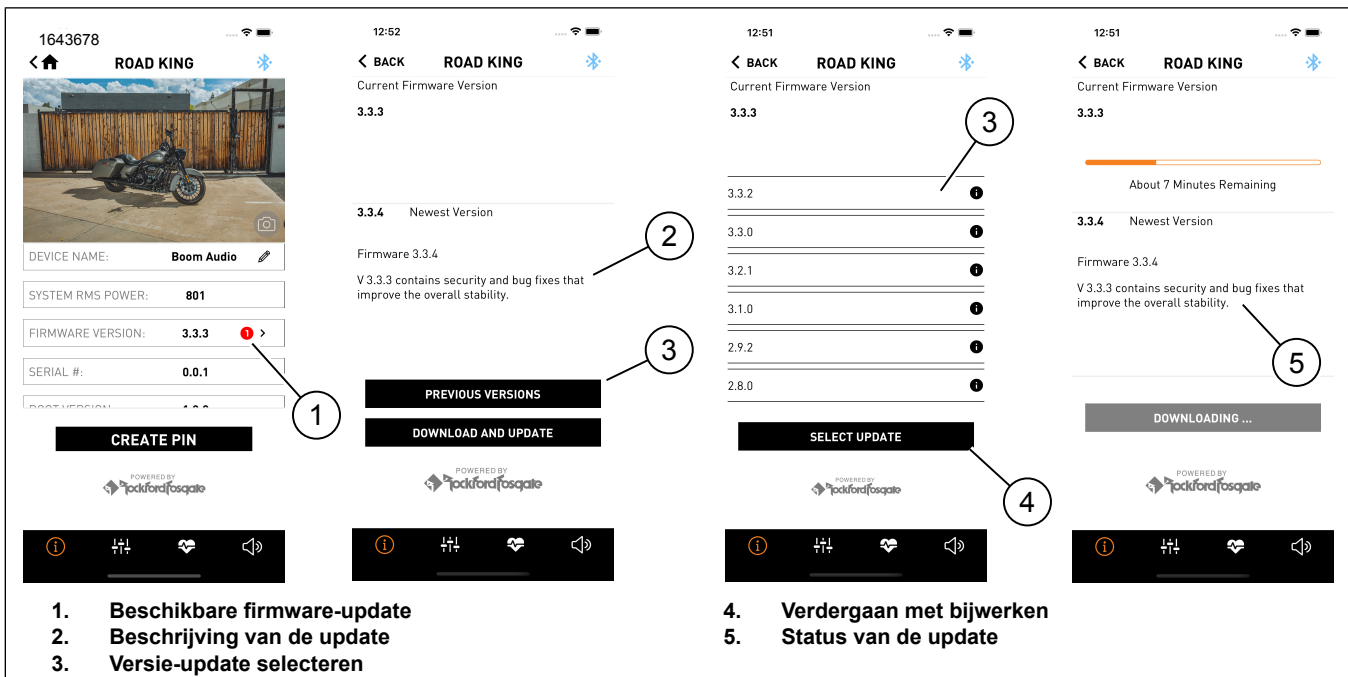 1643678
ROAD KING
DEVICE NAME: Boom Audio
SYSTEM RMS POWER: 801
FIRMWARE VERSION: 3.3.3 1 >
SERIAL #: 0.0.1
1
CREATE PIN
POWERED BY
Rockford Fosgate
12:52
< BACK ROAD KING
Current Firmware Version
3.3.3
3.3.4 Newest Version
2
Firmware 3.3.4
V 3.3.3 contains security and bug fixes that
improve the overall stability.
3
PREVIOUS VERSIONS
DOWNLOAD AND UPDATE
POWERED BY
Rockford Fosgate
12:51
< BACK ROAD KING
Current Firmware Version
3.3.3
3
3.3.2
3.3.0
3.2.1
3.1.0
2.9.2
2.8.0
SELECT UPDATE
4
POWERED BY
Rockford Fosgate
12:51
< BACK ROAD KING
Current Firmware Version
3.3.3
About 7 Minutes Remaining
3.3.4 Newest Version
Firmware 3.3.4
V 3.3.3 contains security and bug fixes that
improve the overall stability.
5
DOWNLOADING ...
POWERED BY
Rockford Fosgate
1. Beschikbare firmware-update
2. Beschrijving van de update
3. Versie-update selecteren
4. Verdergaan met bijwerken
5. Status van de update